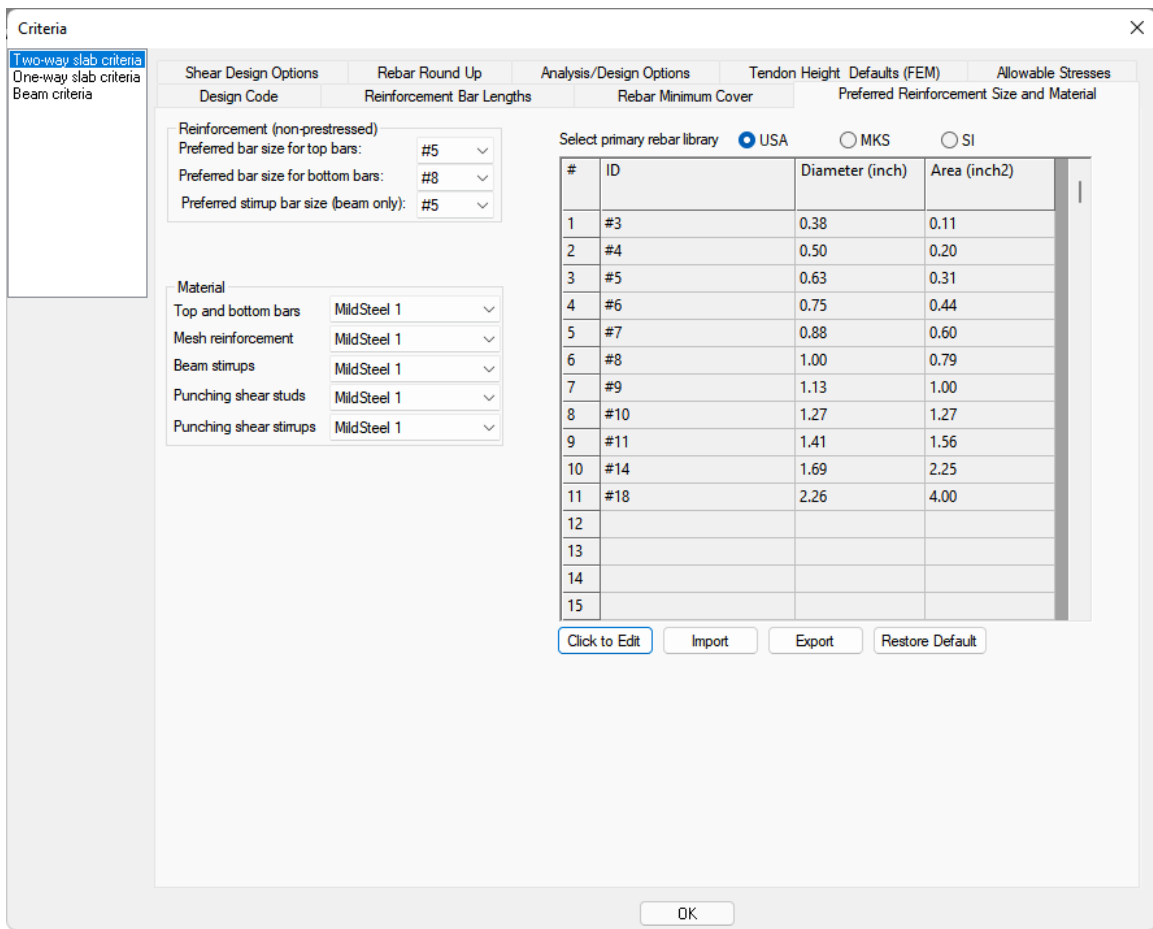 Criteria
Two-way slab criteria
One-way slab criteria
Beam criteria
Shear Design Options Rebar Round Up Analysis/Design Options Tendon Height Defaults (FEM) Allowable Stresses
Design Code Reinforcement Bar Lengths Rebar Minimum Cover Preferred Reinforcement Size and Material
Reinforcement (non-prestressed)
Preferred bar size for top bars: #5
Preferred bar size for bottom bars: #8
Preferred stirrup bar size (beam only): #5
Material
Top and bottom bars MildSteel 1
Mesh reinforcement MildSteel 1
Beam stirrups MildSteel 1
Punching shear studs MildSteel 1
Punching shear stirrups MildSteel 1
Select primary rebar library USA MKS SI
# ID Diameter (inch) Area (inch2)
1 #3 0.38 0.11
2 #4 0.50 0.20
3 #5 0.63 0.31
4 #6 0.75 0.44
5 #7 0.88 0.60
6 #8 1.00 0.79
7 #9 1.13 1.00
8 #10 1.27 1.27
9 #11 1.41 1.56
10 #14 1.69 2.25
11 #18 2.26 4.00
12
13
14
15
Click to Edit Import Export Restore Default
OK